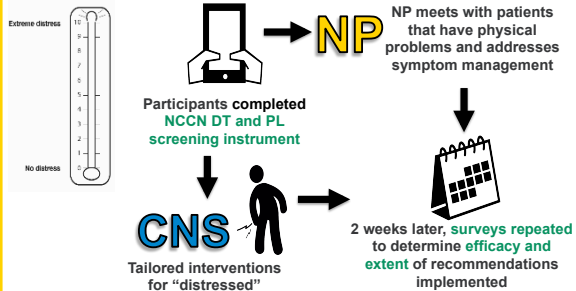 Extreme distress
10
9
8
7
6
5
4
3
2
1
0
No distress
Participants completed
NCCN DT and PL
screening instrument
NP
NP meets with patients
that have physical
problems and addresses
symptom management
CNS
Tailored interventions
for “distressed”
2 weeks later, surveys repeated
to determine efficacy and
extent of recommendations
implemented